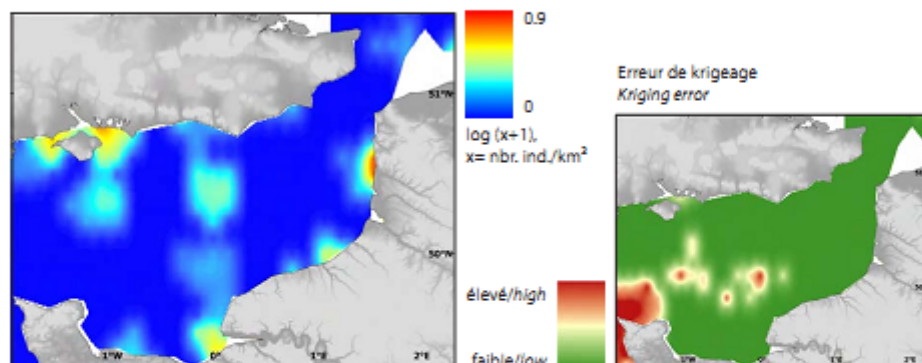 0.9
0
log (x+1),
x= nbr. ind./km²
51°N
50°N
1°W
0°
1°E
2°E
Erreur de krigeage
Kriging error
élevé/high
faible/low